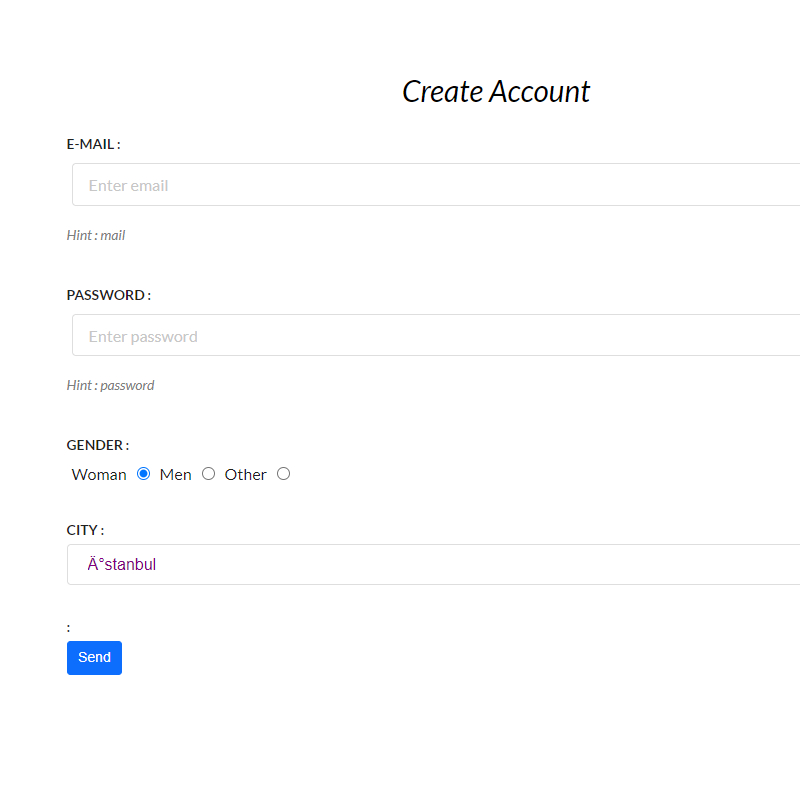 Create Account
E-MAIL :
Enter email
Hint : mail
PASSWORD :
Enter password
Hint : password
GENDER :
Woman Men Other
CITY :
Ä°stanbul
:
Send